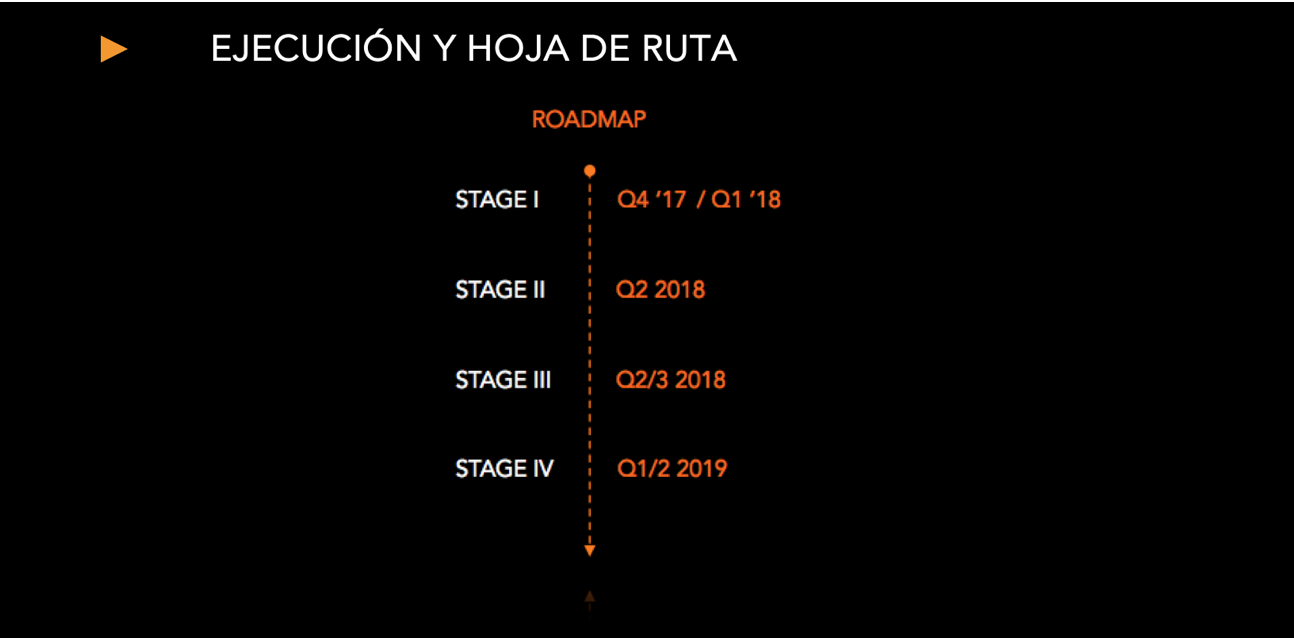 EJECUCIÓN Y HOJA DE RUTA
ROADMAP
STAGE I Q4 '17 / Q1 '18
STAGE II Q2 2018
STAGE III Q2/3 2018
STAGE IV Q1/2 2019